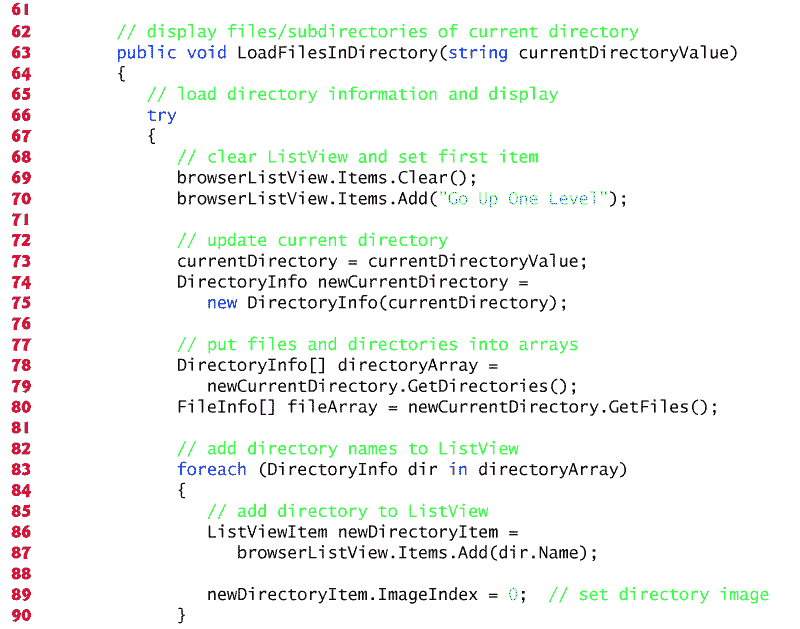 61
62 // display files/subdirectories of current directory
63 public void LoadFilesInDirectory(string currentDirectoryValue)
64 {
65 // load directory information and display
66 try
67 {
68 // clear ListView and set first item
69 browserListView.Items.Clear();
70 browserListView.Items.Add("Go Up One Level");
71
72 // update current directory
73 currentDirectory = currentDirectoryValue;
74 DirectoryInfo newCurrentDirectory =
75 new DirectoryInfo(currentDirectory);
76
77 // put files and directories into arrays
78 DirectoryInfo[] directoryArray =
79 newCurrentDirectory.GetDirectories();
80 FileInfo[] fileArray = newCurrentDirectory.GetFiles();
81
82 // add directory names to ListView
83 foreach (DirectoryInfo dir in directoryArray)
84 {
85 // add directory to ListView
86 ListViewItem newDirectoryItem =
87 browserListView.Items.Add(dir.Name);
88
89 newDirectoryItem.ImageIndex = 0; // set directory image
90 }